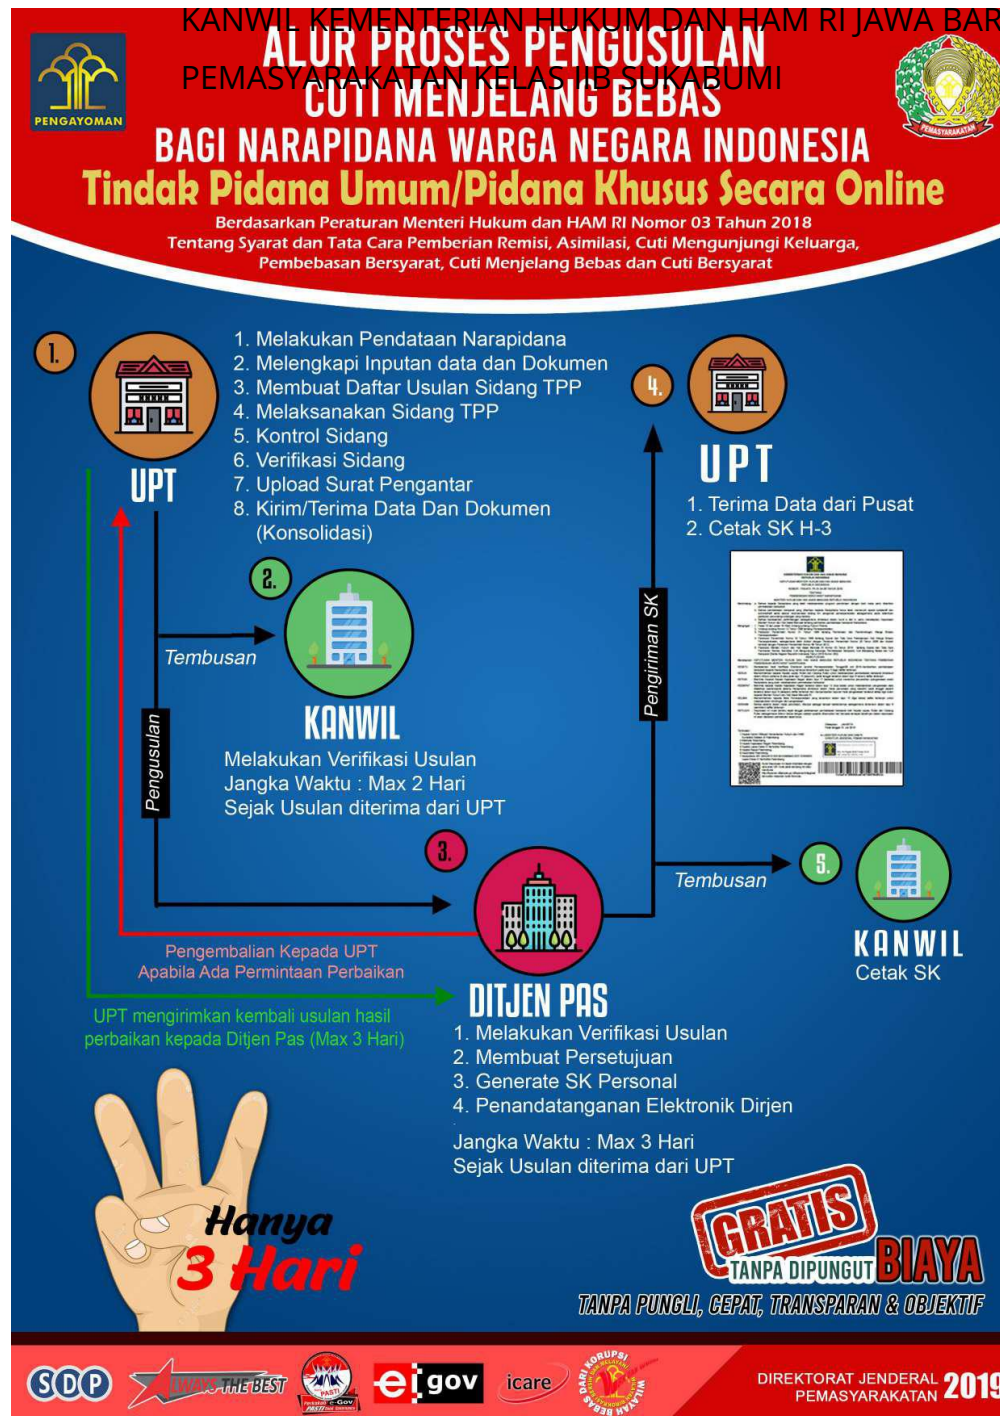 KANWIL KEMENTERIAN HUKUM DAN HAM RI JAWA BAR
PEMASYARAKATAN KELAS IIB SUKABUMI
PENGAYOMAN
ALUR PROSES PENGUSULAN
CUTI MENJELANG BEBAS
BAGI NARAPIDANA WARGA NEGARA INDONESIA
PEMASYARAKATAN
Tindak Pidana Umum/Pidana Khusus Secara Online
Berdasarkan Peraturan Menteri Hukum dan HAM RI Nomor 03 Tahun 2018
Tentang Syarat dan Tata Cara Pemberian Remisi, Asimilasi, Cuti Mengunjungi Keluarga,
Pembebasan Bersyarat, Cuti Menjelang Bebas dan Cuti Bersyarat
1.
UPT
1. Melakukan Pendataan Narapidana
2. Melengkapi Inputan data dan Dokumen
3. Membuat Daftar Usulan Sidang TPP
4. Melaksanakan Sidang TPP
5. Kontrol Sidang
6. Verifikasi Sidang
7. Upload Surat Pengantar
8. Kirim/Terima Data Dan Dokumen
(Konsolidasi)
4.
UPT
1. Terima Data dari Pusat
2. Cetak SK H-3
2.
Tembusan
KANWIL
Melakukan Verifikasi Usulan
Jangka Waktu : Max 2 Hari
Sejak Usulan diterima dari UPT
Pengusulan
Pengiriman SK
3.
Tembusan
5.
KANWIL
Cetak SK
Pengembalian Kepada UPT
Apabila Ada Permintaan Perbaikan
UPT mengirimkan kembali usulan hasil
perbaikan kepada Ditjen Pas (Max 3 Hari)
DITJEN PAS
1. Melakukan Verifikasi Usulan
2. Membuat Persetujuan
3. Generate SK Personal
4. Penandatanganan Elektronik Dirjen
Jangka Waktu : Max 3 Hari
Sejak Usulan diterima dari UPT
Hanya
3 Hari
GRATIS
TANPA DIPUNGUT BIAYA
TANPA PUNGLI, CEPAT, TRANSPARAN & OBJEKTIF
SDP
ALWAYS THE BEST
PASTI
e-gov
icare
WILAYAH BEBAS DARI KORUPSI
DIREKTORAT JENDERAL
PEMASYARAKATAN 2019